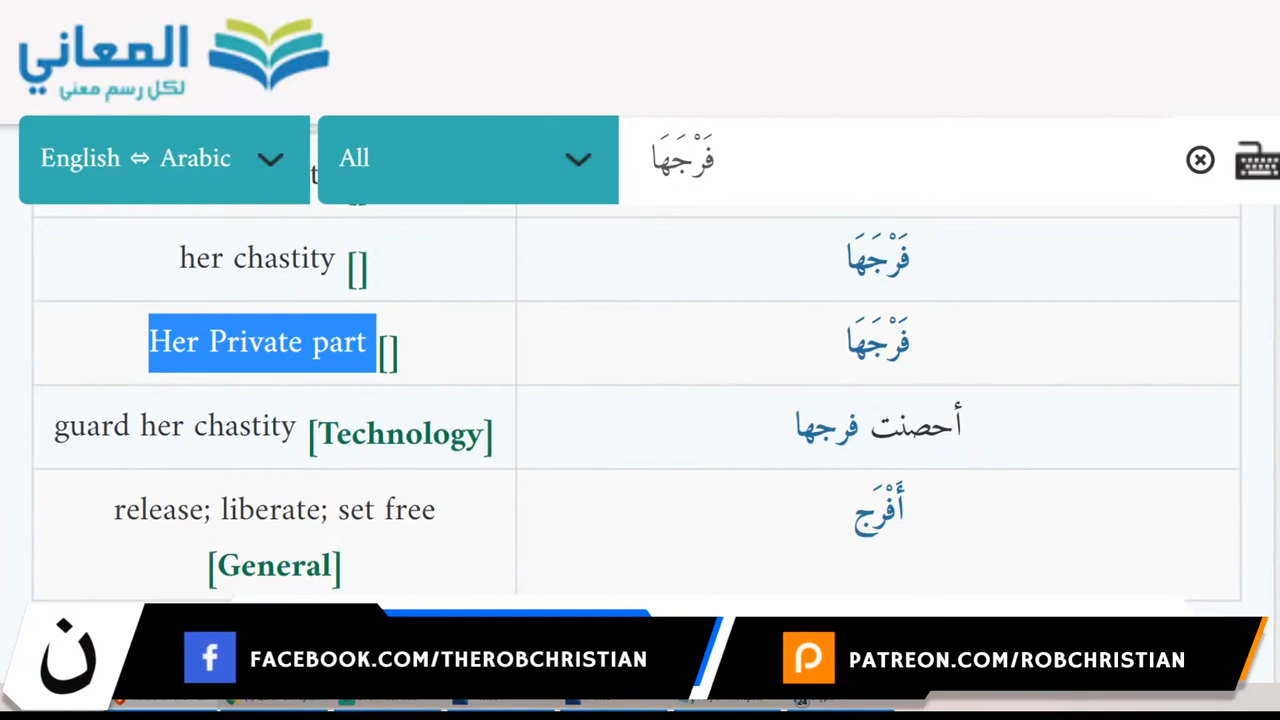 المعاني
لكل رسم معنى
English ⇔ Arabic
All
فَرْجَهَا
her chastity []
فَرْجَهَا
Her Private part []
فَرْجَهَا
guard her chastity [Technology]
أحصنت فرجها
release; liberate; set free
[General]
أَفْرَج
ن
f
FACEBOOK.COM/THEROBCHRISTIAN
PATREON.COM/ROBCHRISTIAN